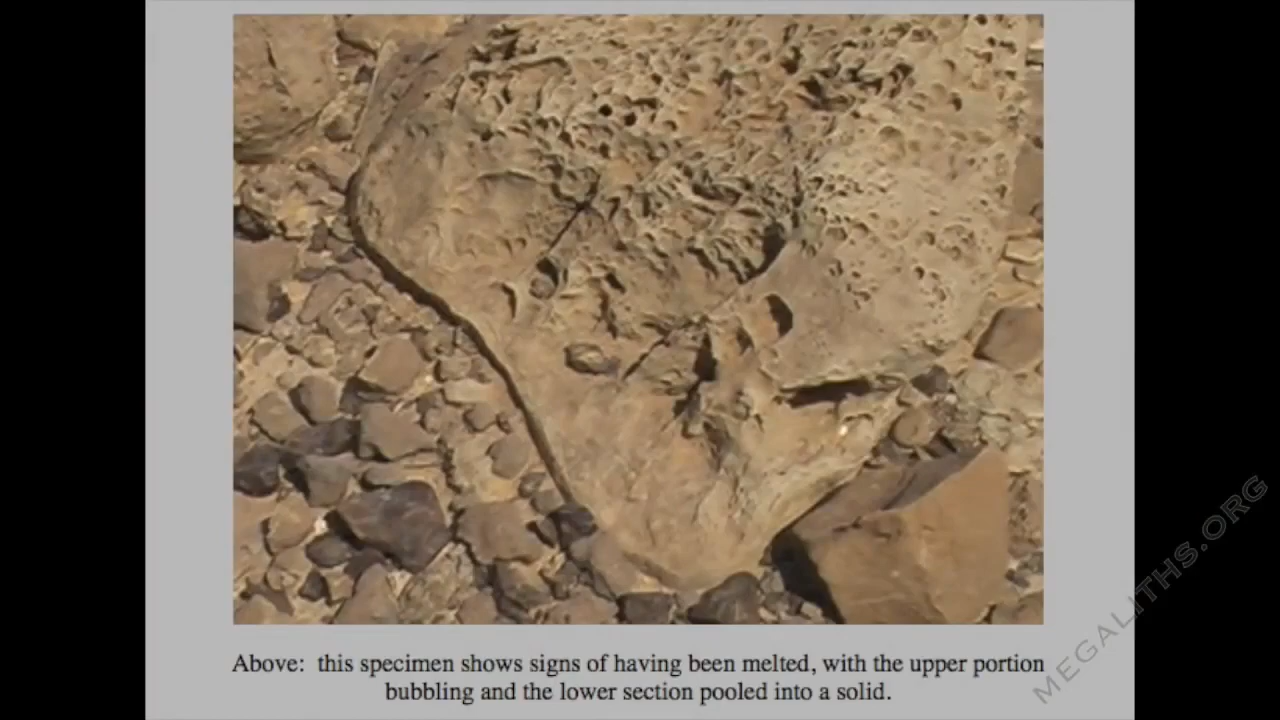 Above:  this specimen shows signs of having been melted, with the upper portion
bubbling and the lower section pooled into a solid.
MEGALITHS.ORG